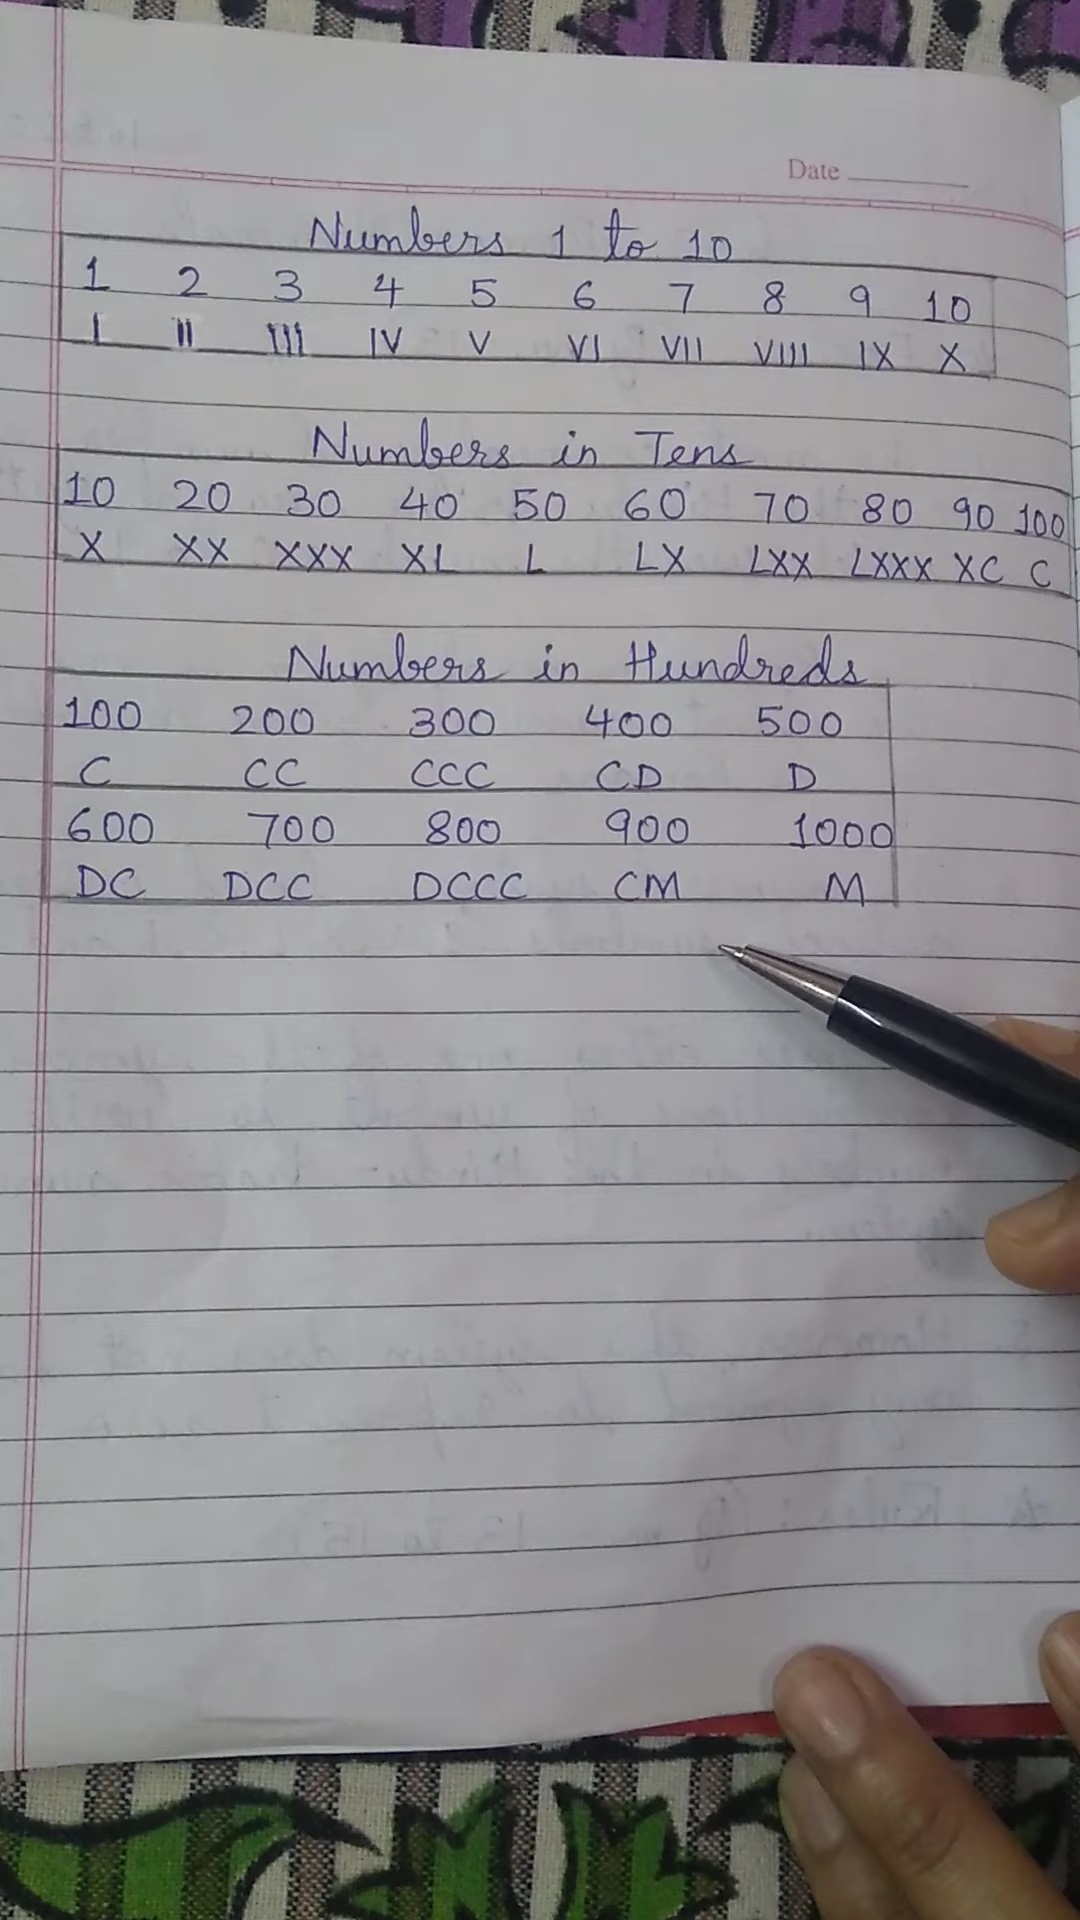 Date
Numbers 1 to 10
1 2 3 4 5 6 7 8 9 10
I II III IV V VI VII VIII IX X
Numbers in Tens
10 20 30 40 50 60 70 80 90 100
X XX XXX XL L LX LXX LXXX XC C
Numbers in Hundreds
100 200 300 400 500
C CC CCC CD D
600 700 800 900 1000
DC DCC DCCC CM M